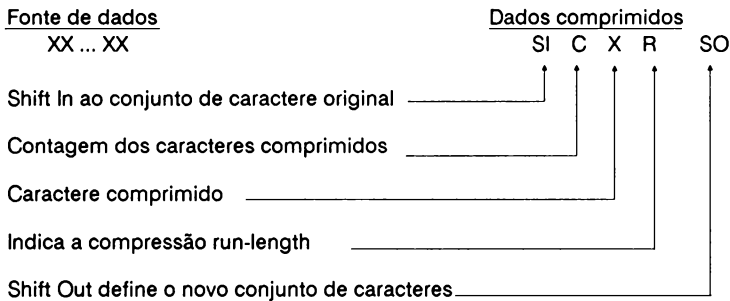 Fonte de dados Dados comprimidos
XX ... XX SI C X R SO
Shift In ao conjunto de caractere original
Contagem dos caracteres comprimidos
Caractere comprimido
Indica a compressão run-length
Shift Out define o novo conjunto de caracteres